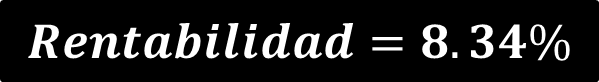 Rentabilidad = 8.34%